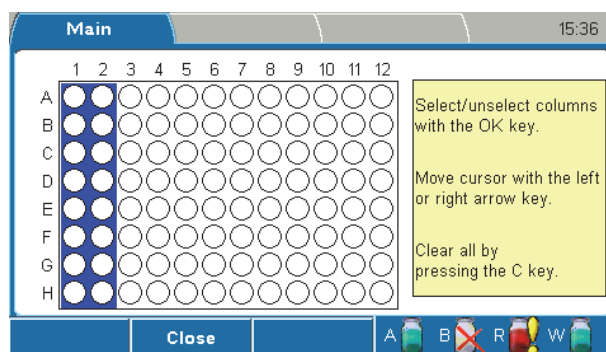 Main 15:36
1 2 3 4 5 6 7 8 9 10 11 12
A
B
C
D
E
F
G
H
Select/unselect columns
with the OK key.
Move cursor with the left
or right arrow key.
Clear all by
pressing the C key.
Close A B R W